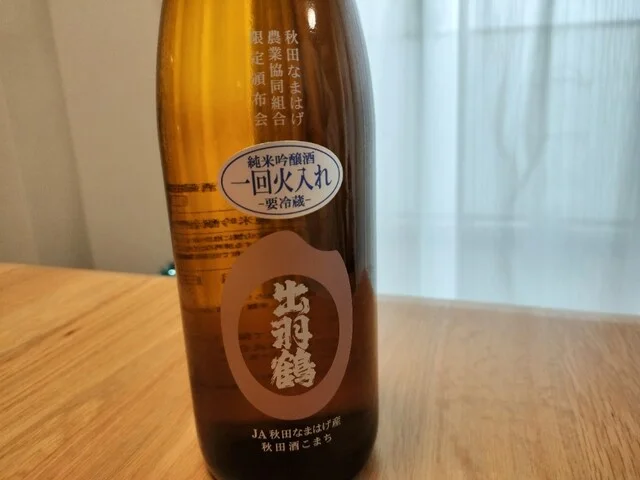 秋田なまはげ
農業協同組合
限定頒布会
純米吟醸酒
一回火入れ
-要冷蔵-
出羽鶴
JA秋田なまはげ産
秋田酒こまち